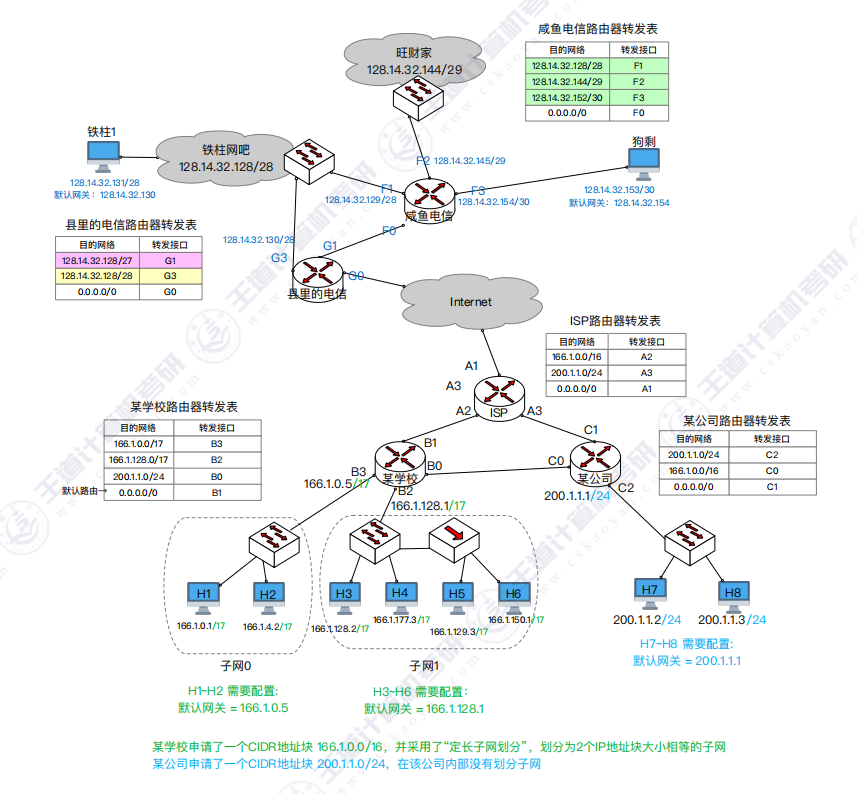 旺财家
128.14.32.144/29
咸鱼电信路由器转发表
目的网络 转发接口
128.14.32.128/28 F1
128.14.32.144/29 F2
128.14.32.152/30 F3
0.0.0.0/0 F0
铁柱1
128.14.32.131/28
默认网关：128.14.32.130
铁柱网吧
128.14.32.128/28
F2 128.14.32.145/29
狗剩
128.14.32.153/30
默认网关：128.14.32.154
F1
128.14.32.129/28
F3
128.14.32.154/30
咸鱼电信
F0
县里的电信路由器转发表
目的网络 转发接口
128.14.32.128/27 G1
128.14.32.128/28 G3
0.0.0.0/0 G0
128.14.32.130/28
G3
G1
G0
县里的电信
Internet
ISP路由器转发表
目的网络 转发接口
166.1.0.0/16 A2
200.1.1.0/24 A3
0.0.0.0/0 A1
A1
A3
A2
A3
ISP
某学校路由器转发表
目的网络 转发接口
166.1.0.0/17 B3
166.1.128.0/17 B2
200.1.1.0/24 B0
默认路由→ 0.0.0.0/0 B1
B1
B3
B0
166.1.0.5/17
某学校
B2
166.1.128.1/17
C1
C0
某公司
200.1.1.1/24
C2
某公司路由器转发表
目的网络 转发接口
200.1.1.0/24 C2
166.1.0.0/16 C0
0.0.0.0/0 C1
H1
H2
166.1.0.1/17
166.1.4.2/17
子网0
H1~H2 需要配置:
默认网关 = 166.1.0.5
H3
H4
H5
H6
166.1.128.2/17
166.1.177.3/17
166.1.129.3/17
166.1.150.1/17
子网1
H3~H6 需要配置：
默认网关 = 166.1.128.1
H7
H8
200.1.1.2/24
200.1.1.3/24
H7~H8 需要配置:
默认网关 = 200.1.1.1
某学校申请了一个CIDR地址块 166.1.0.0/16，并采用了“定长子网划分”，划分为2个IP地址块大小相等的子网
某公司申请了一个CIDR地址块 200.1.1.0/24，在该公司内部没有划分子网
王道计算机考研
www.cskaoyan.com